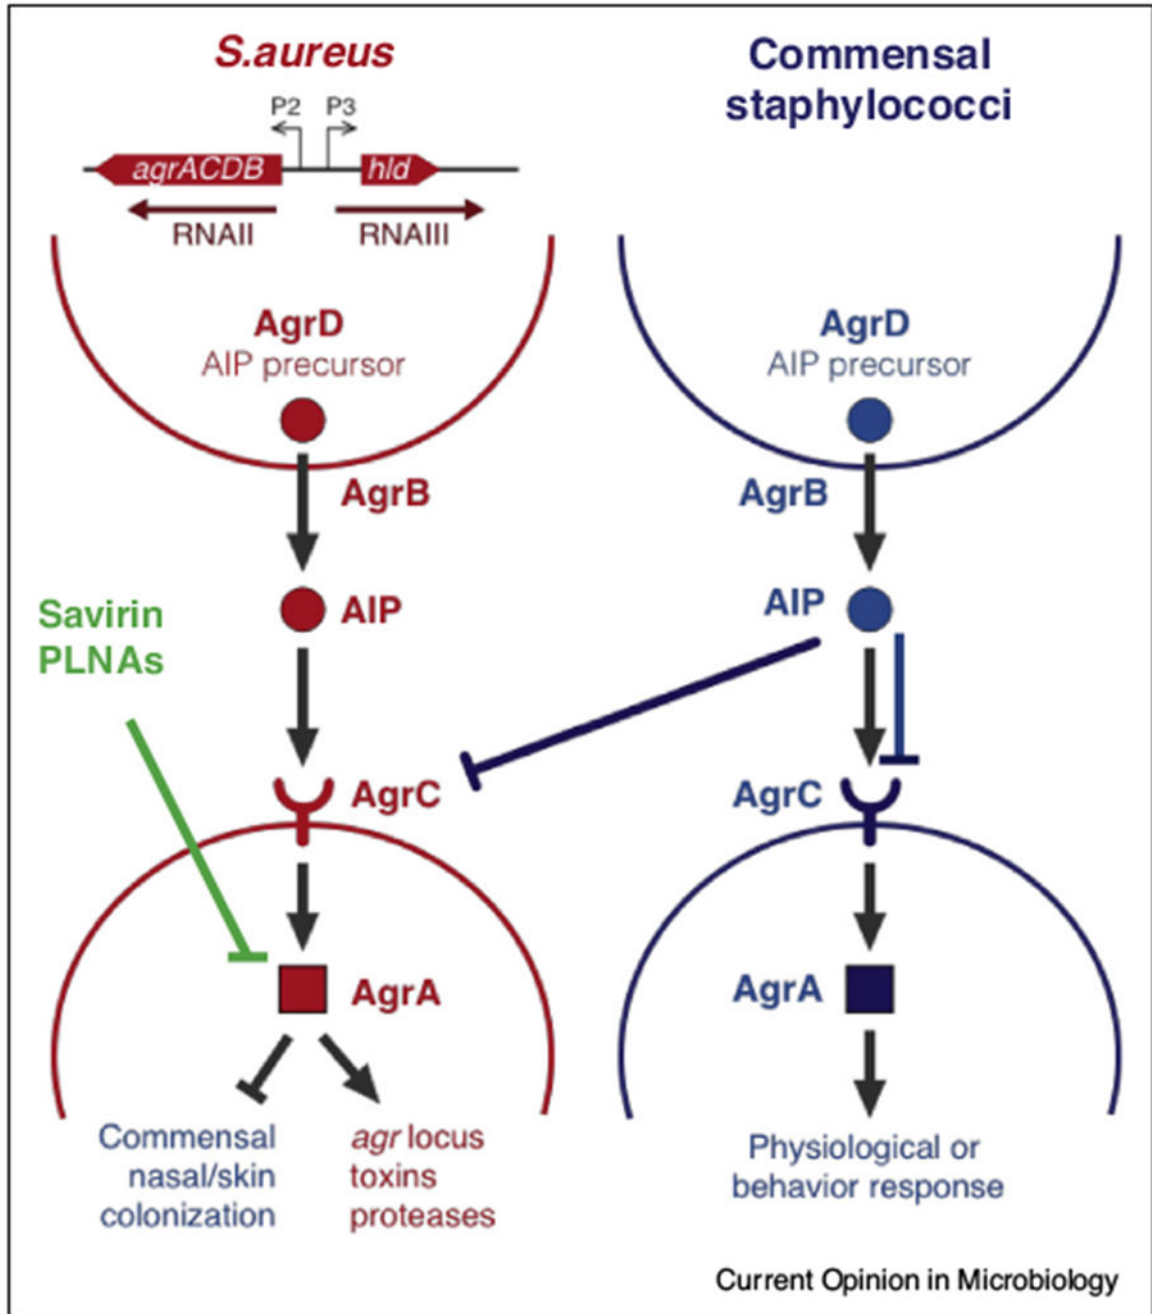 S.aureus
P2 P3
agrACDB hld
RNAII RNAIII
AgrD
AIP precursor
AgrB
AIP
Savirin
PLNAs
AgrC
AgrA
Commensal
nasal/skin
colonization
agr locus
toxins
proteases
Commensal
staphylococci
AgrD
AIP precursor
AgrB
AIP
AgrC
AgrA
Physiological or
behavior response
Current Opinion in Microbiology